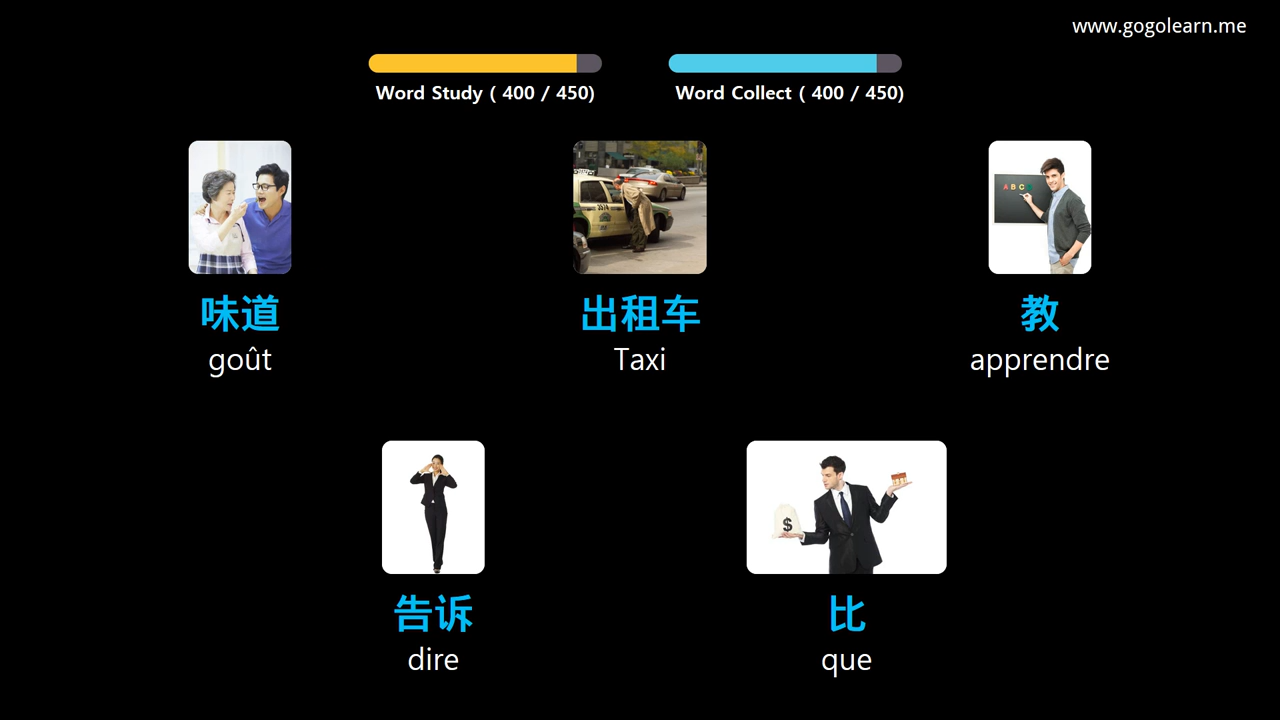 www.gogolearn.me
Word Study ( 400 / 450)
Word Collect ( 400 / 450)
味道
goût
出租车
Taxi
教
apprendre
告诉
dire
比
$
que